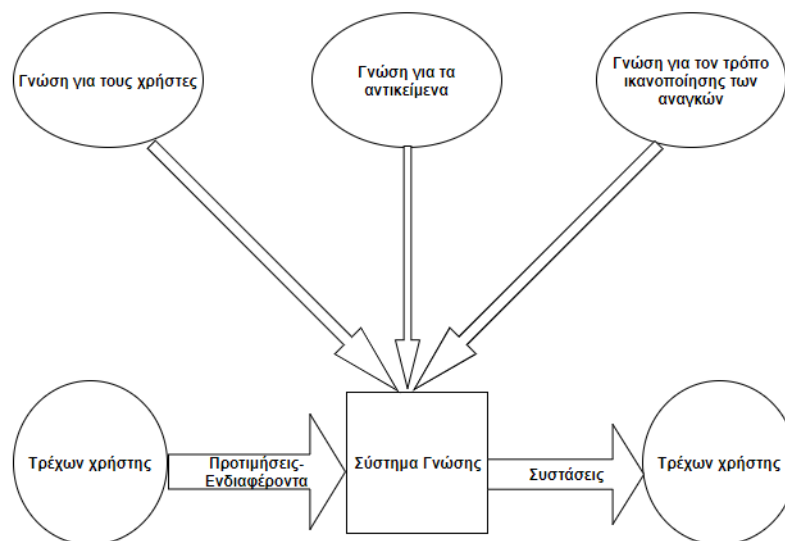 Γνώση για τους χρήστες
Γνώση για τα
αντικείμενα
Γνώση για τον τρόπο
ικανοποίησης των
αναγκών
Τρέχων χρήστης
Προτιμήσεις-
Ενδιαφέροντα
Σύστημα Γνώσης
Συστάσεις
Τρέχων χρήστης